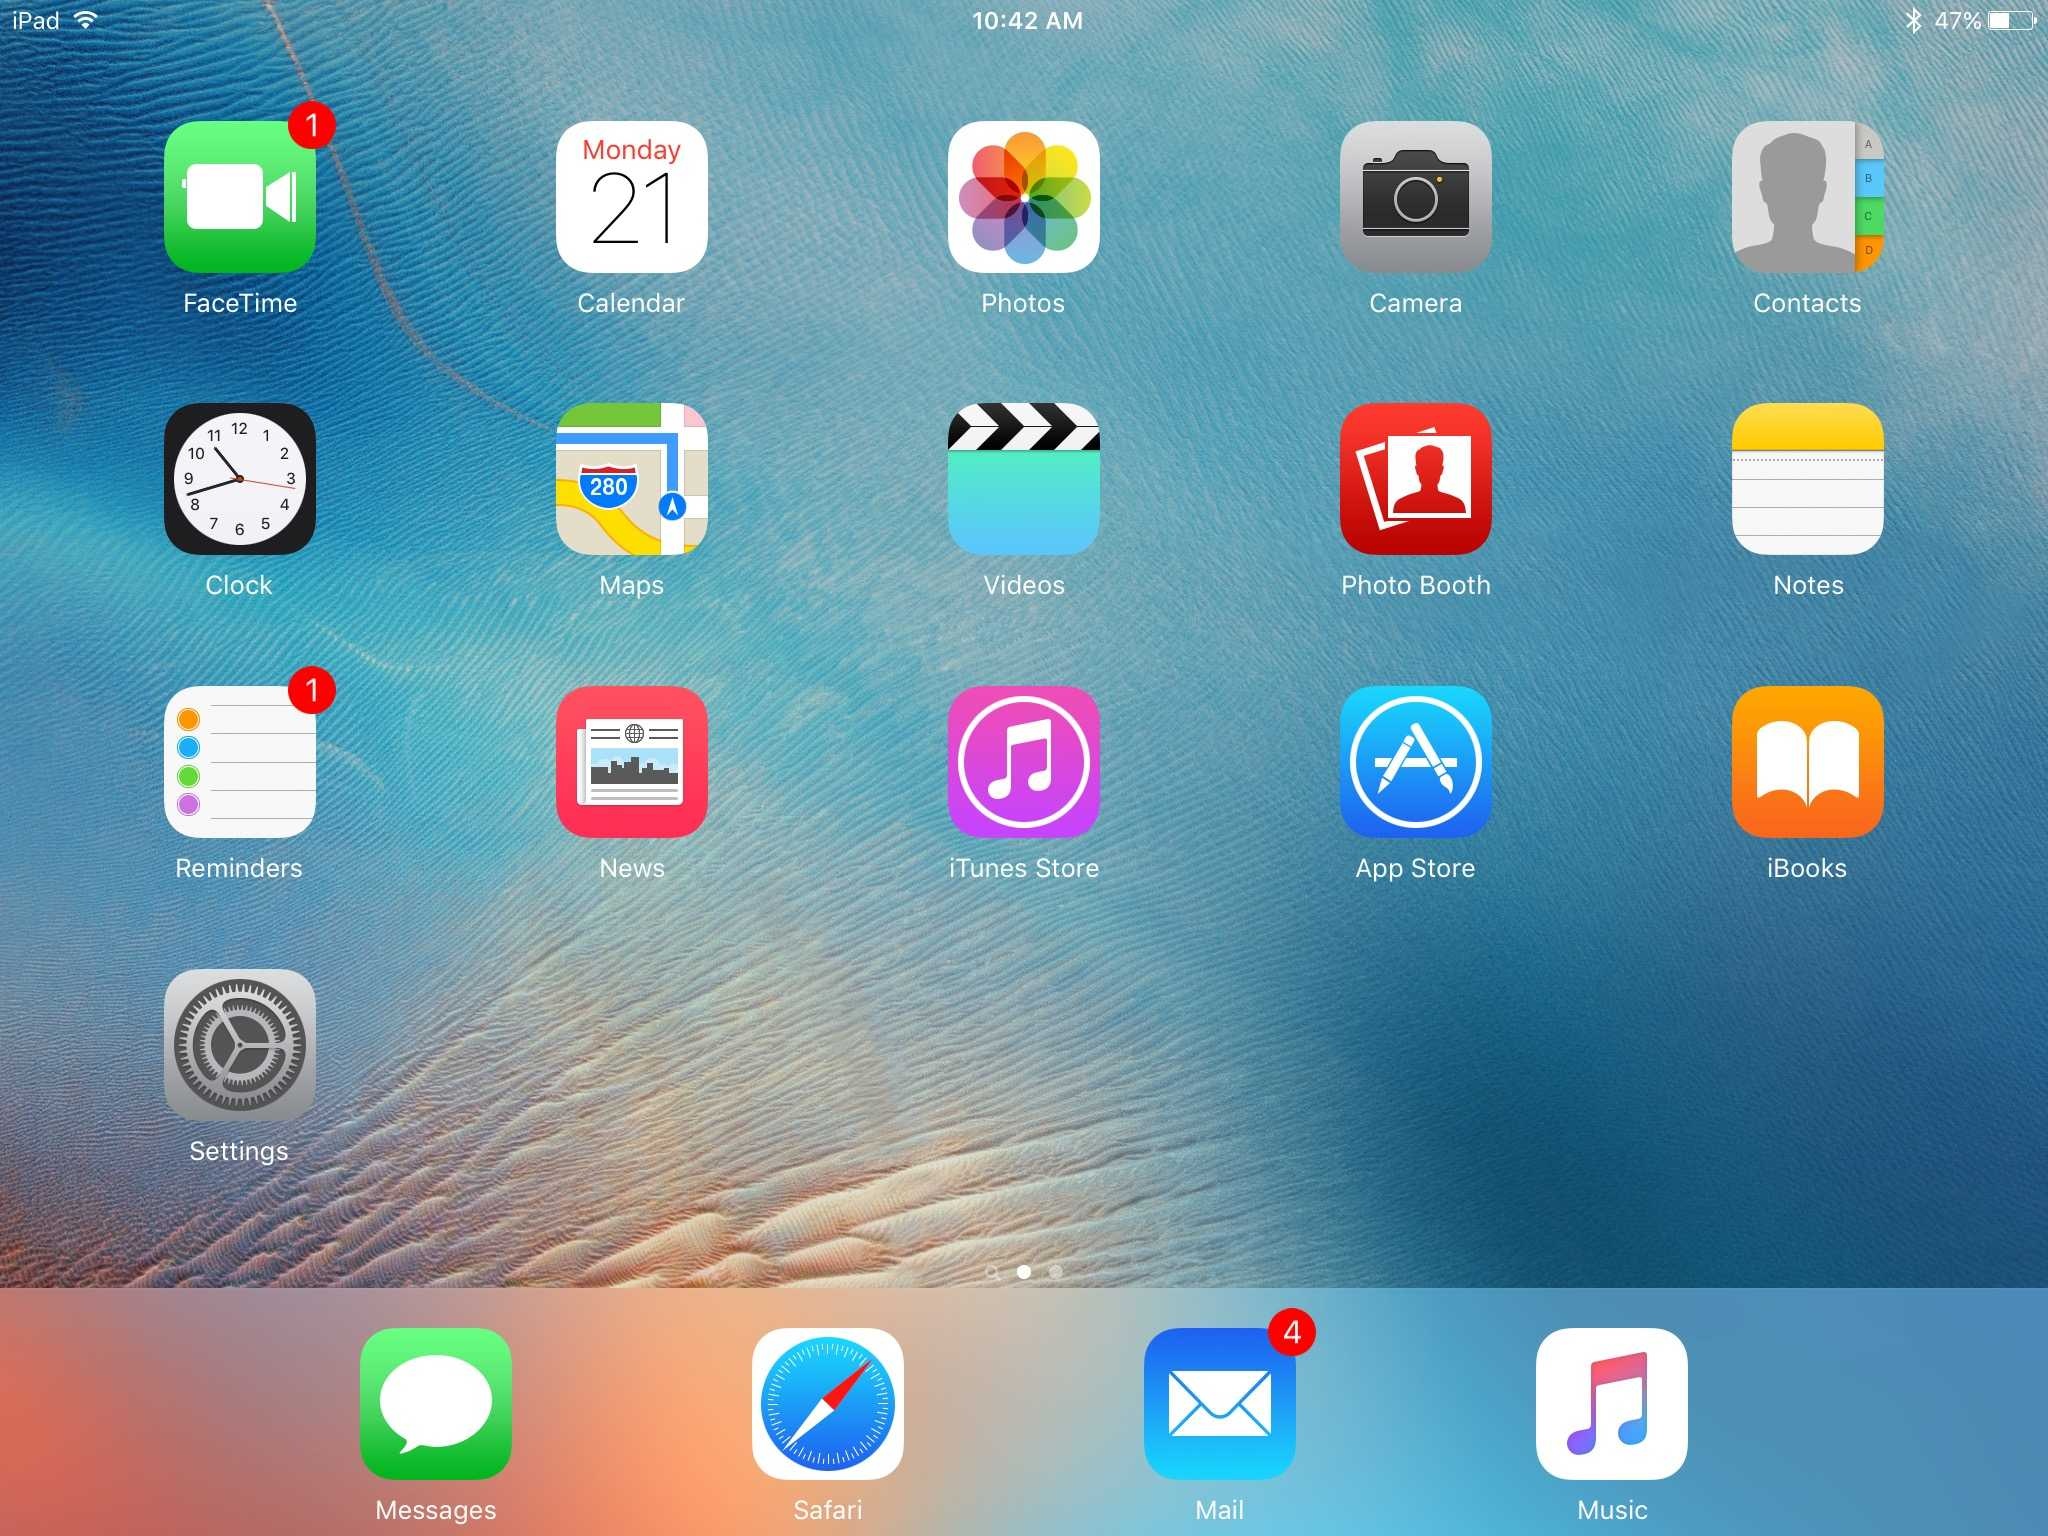 iPad 10:42 AM 47%
1
Monday
21
A
B
C
D
FaceTime Calendar Photos Camera Contacts
12
11 1
10 2
9 3
8 4
7 5
6
280
Clock Maps Videos Photo Booth Notes
1
Reminders News iTunes Store App Store iBooks
Settings
4
Messages Safari Mail Music